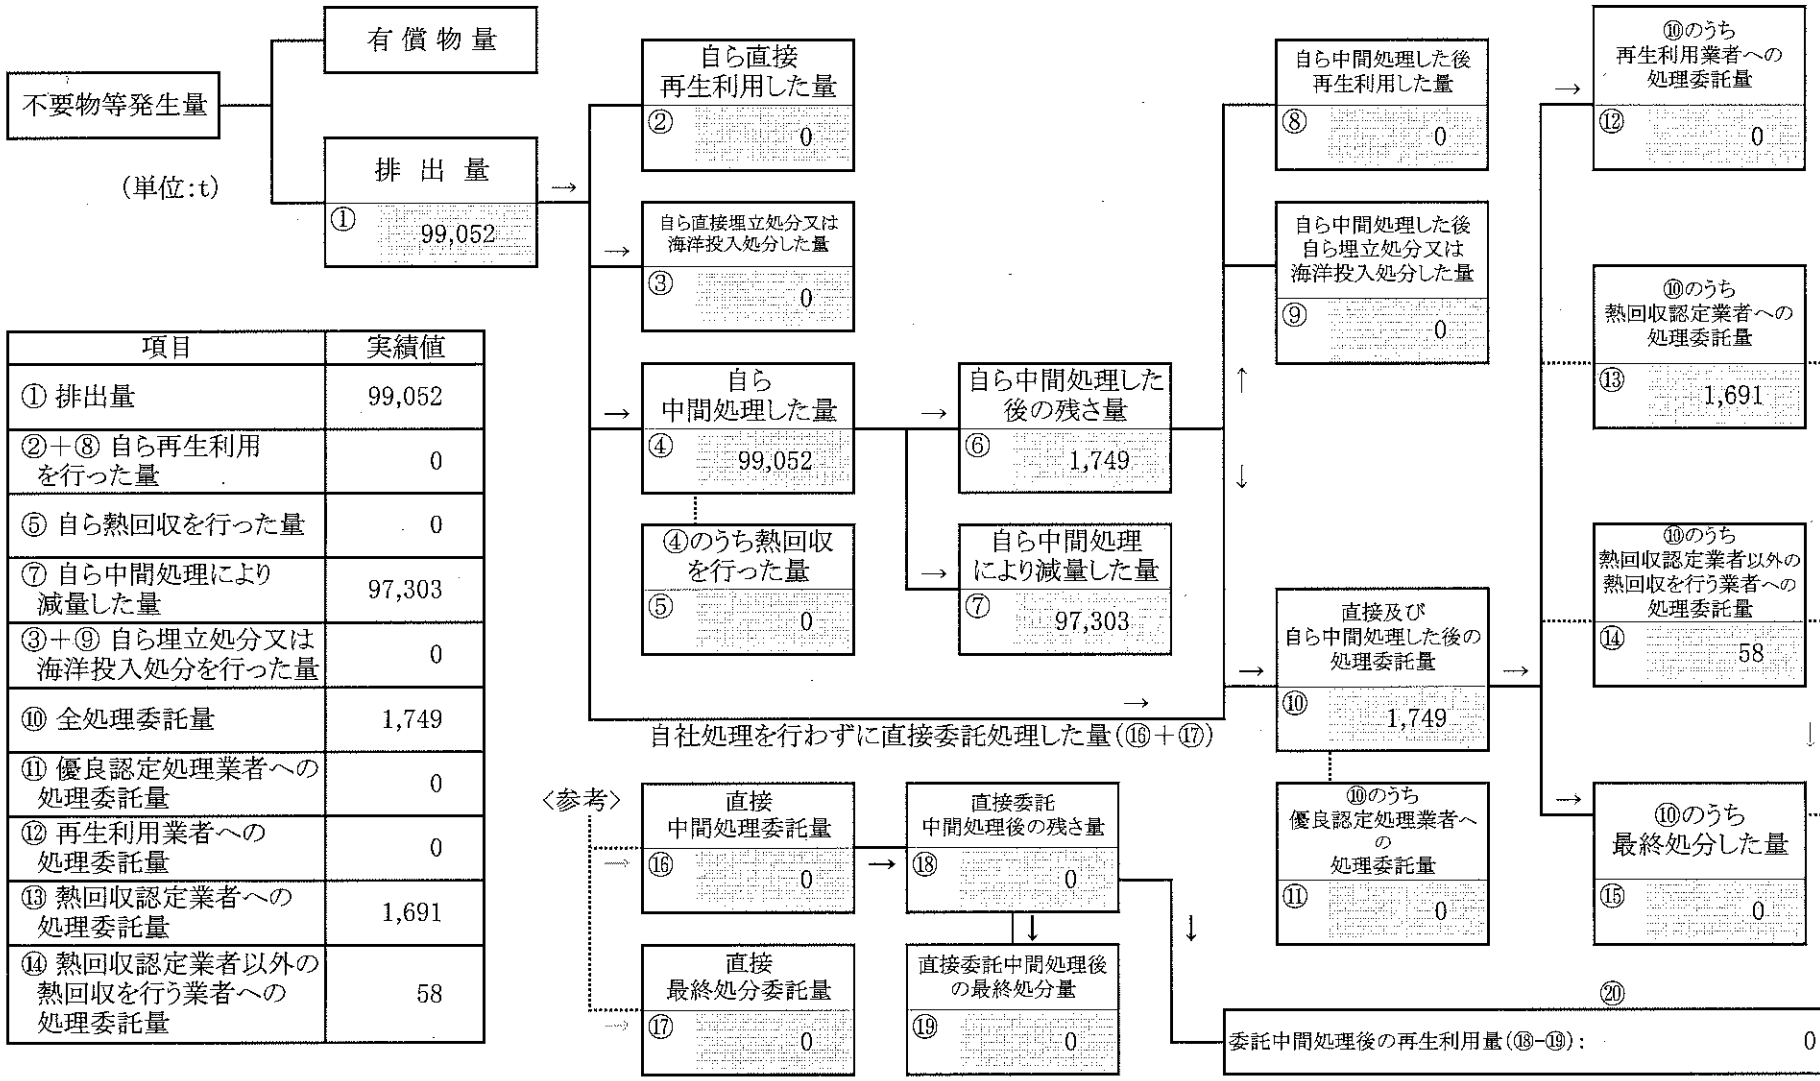 不要物等発生量
有償物量
(単位:t)
排出量
→
① 99,052
自ら直接
再生利用した量
② 0
→
自ら直接埋立処分又は
海洋投入処分した量
③ 0
→
自ら
中間処理した量
④ 99,052
④のうち熱回収
を行った量
⑤ 0
→
自ら中間処理した
後の残さ量
⑥ 1,749
→
自ら中間処理
により減量した量
⑦ 97,303
↑
↓
自ら中間処理した後
再生利用した量
⑧ 0
自ら中間処理した後
自ら埋立処分又は
海洋投入処分した量
⑨ 0
→
自社処理を行わずに直接委託処理した量(⑯+⑰)
→
直接及び
自ら中間処理した後の
処理委託量
⑩ 1,749
→
⑩のうち
優良認定処理業者へ
の
処理委託量
⑪ 0
→
⑩のうち
再生利用業者への
処理委託量
⑫ 0
⑩のうち
熱回収認定業者への
処理委託量
⑬ 1,691
⑩のうち
熱回収認定業者以外の
熱回収を行う業者への
処理委託量
⑭ 58
↓
→
⑩のうち
最終処分した量
⑮ 0
項目 実績値
① 排出量 99,052
②+⑧ 自ら再生利用
を行った量 0
⑤ 自ら熱回収を行った量 0
⑦ 自ら中間処理により
減量した量 97,303
③+⑨ 自ら埋立処分又は
海洋投入処分を行った量 0
⑩ 全処理委託量 1,749
⑪ 優良認定処理業者への
処理委託量 0
⑫ 再生利用業者への
処理委託量 0
⑬ 熱回収認定業者への
処理委託量 1,691
⑭ 熱回収認定業者以外の
熱回収を行う業者への
処理委託量 58
〈参考〉
→
直接
中間処理委託量
⑯ 0
→
直接委託
中間処理後の残さ量
⑱ 0
→
直接
最終処分委託量
⑰ 0
↓
直接委託中間処理後
の最終処分量
⑲ 0
↓
⑳
委託中間処理後の再生利用量(⑱-⑲): 0